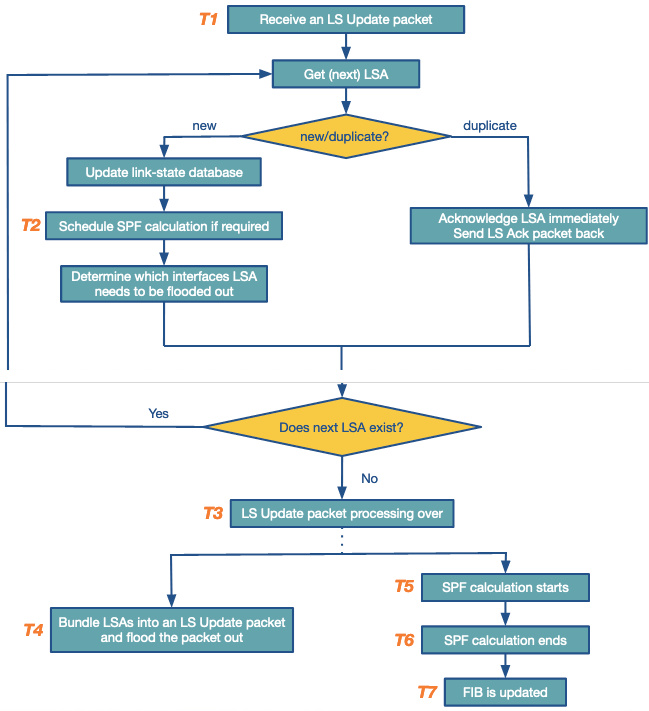 T1
Receive an LS Update packet
Get (next) LSA
new/duplicate?
new
duplicate
Update link-state database
T2
Schedule SPF calculation if required
Acknowledge LSA immediately
Send LS Ack packet back
Determine which interfaces LSA
needs to be flooded out
Does next LSA exist?
Yes
No
T3
LS Update packet processing over
T4
Bundle LSAs into an LS Update packet
and flood the packet out
T5
SPF calculation starts
T6
SPF calculation ends
T7
FIB is updated